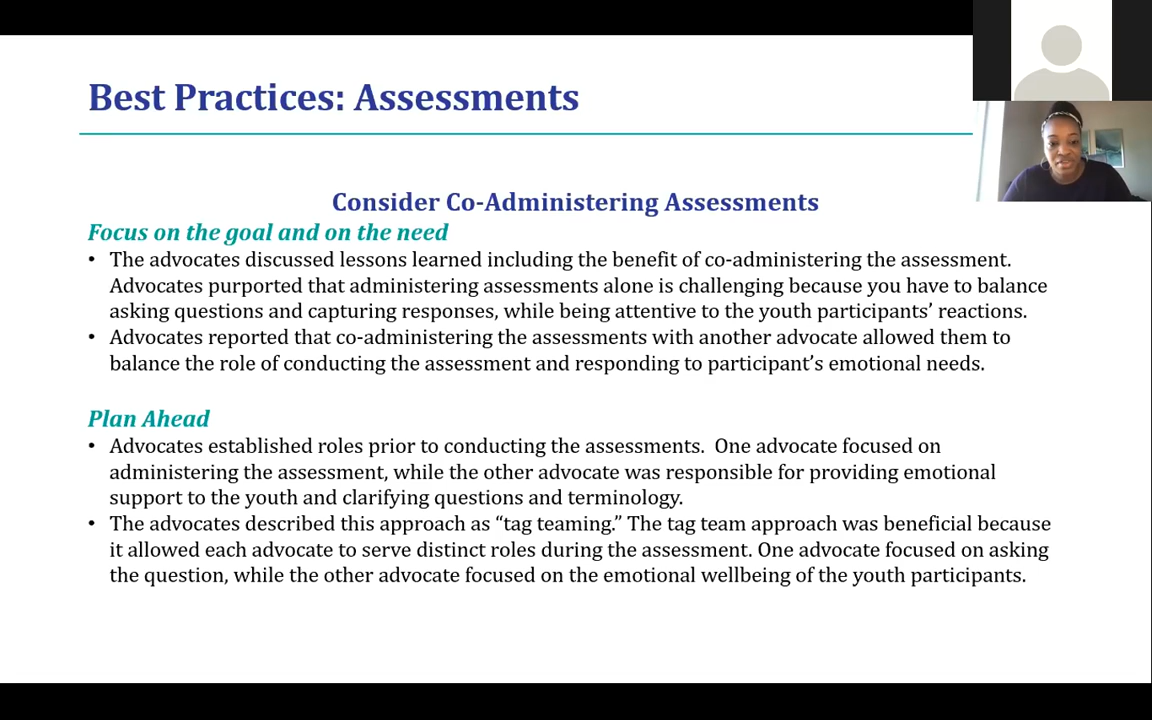 Best Practices: Assessments
Consider Co-Administering Assessments
Focus on the goal and on the need
• The advocates discussed lessons learned including the benefit of co-administering the assessment.
Advocates purported that administering assessments alone is challenging because you have to balance
asking questions and capturing responses, while being attentive to the youth participants’ reactions.
• Advocates reported that co-administering the assessments with another advocate allowed them to
balance the role of conducting the assessment and responding to participant’s emotional needs.
Plan Ahead
• Advocates established roles prior to conducting the assessments.  One advocate focused on
administering the assessment, while the other advocate was responsible for providing emotional
support to the youth and clarifying questions and terminology.
• The advocates described this approach as “tag teaming.” The tag team approach was beneficial because
it allowed each advocate to serve distinct roles during the assessment. One advocate focused on asking
the question, while the other advocate focused on the emotional wellbeing of the youth participants.